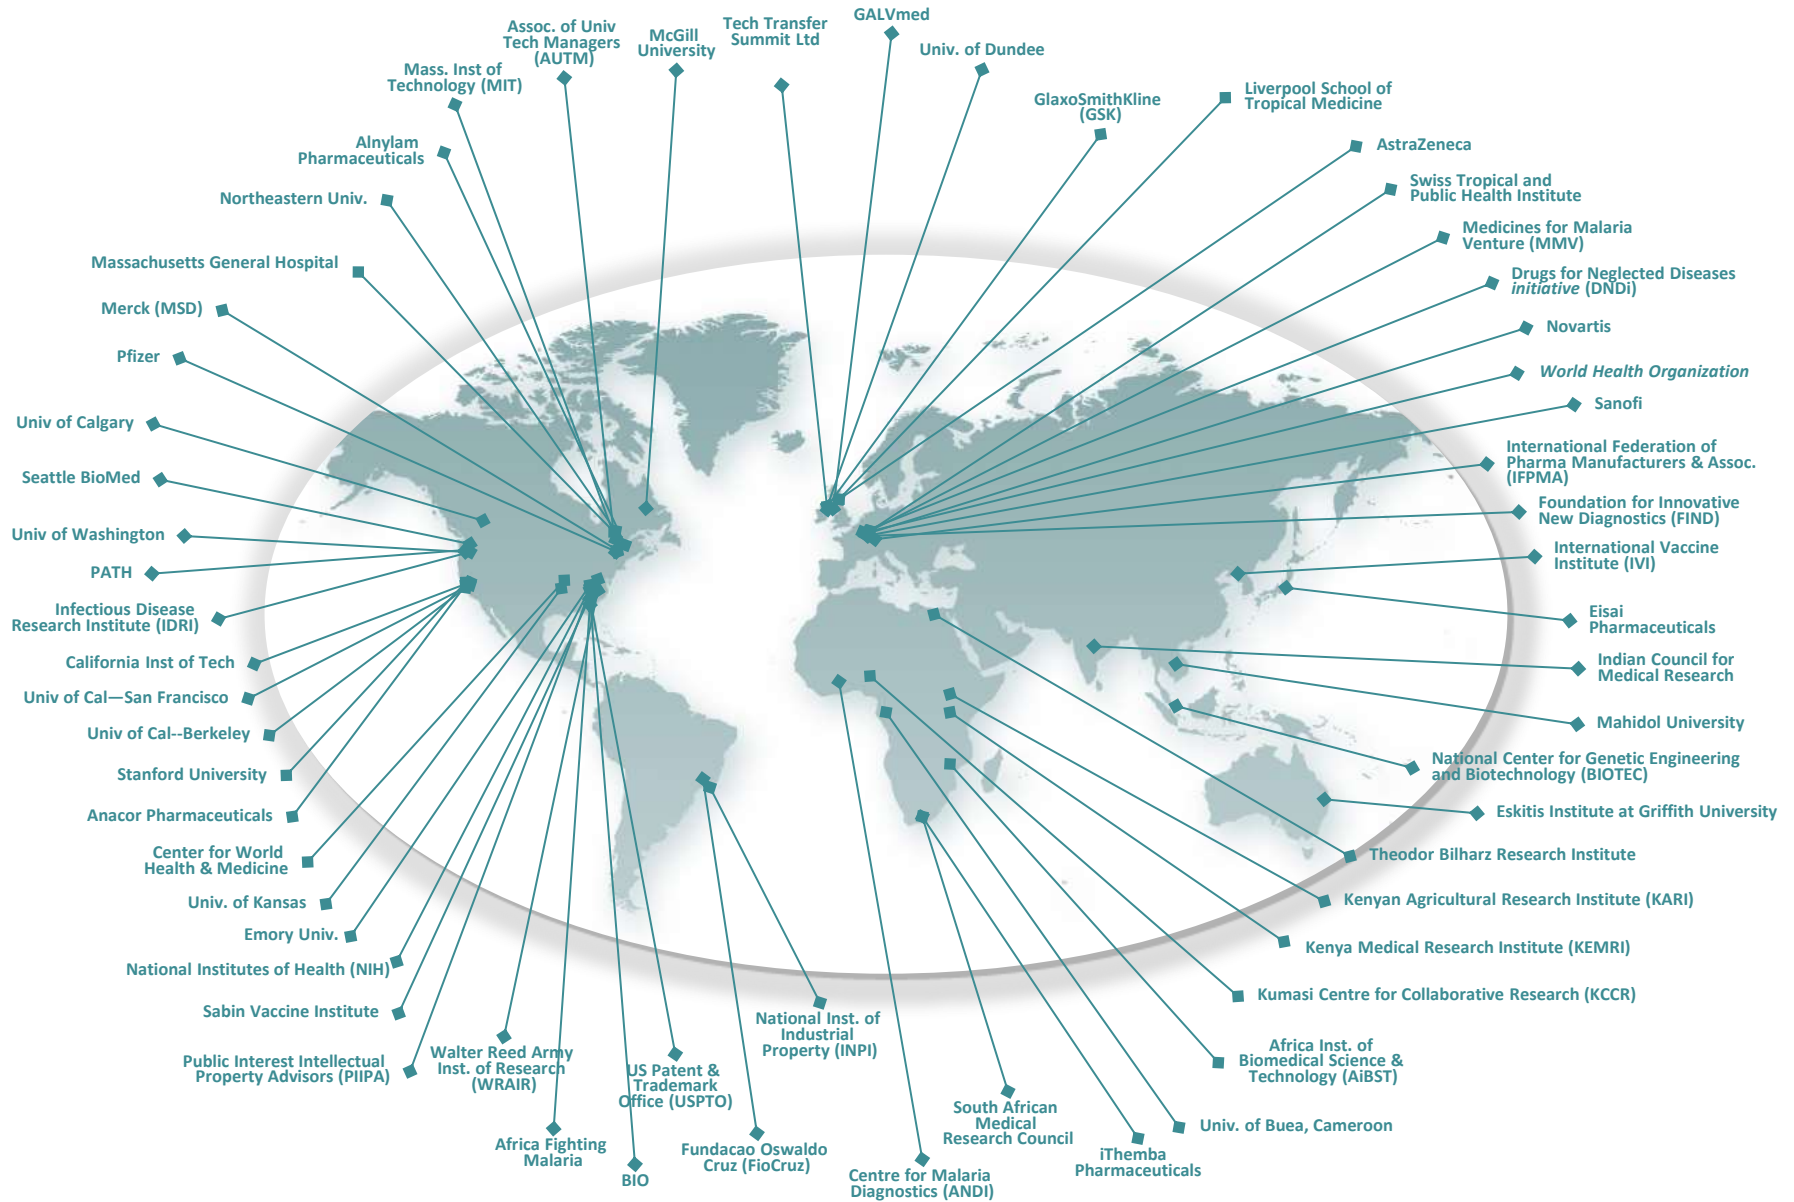 GALVmed
Assoc. of Univ
Tech Managers
(AUTM)
McGill
University
Tech Transfer
Summit Ltd
Univ. of Dundee
Mass. Inst of
Technology (MIT)
GlaxoSmithKline
(GSK)
Liverpool School of
Tropical Medicine
Alnylam
Pharmaceuticals
AstraZeneca
Northeastern Univ.
Swiss Tropical and
Public Health Institute
Medicines for Malaria
Venture (MMV)
Massachusetts General Hospital
Drugs for Neglected Diseases
initiative (DNDi)
Merck (MSD)
Novartis
Pfizer
World Health Organization
Sanofi
Univ of Calgary
International Federation of
Pharma Manufacturers & Assoc.
(IFPMA)
Seattle BioMed
Foundation for Innovative
New Diagnostics (FIND)
Univ of Washington
International Vaccine
Institute (IVI)
PATH
Infectious Disease
Research Institute (IDRI)
Eisai
Pharmaceuticals
California Inst of Tech
Indian Council for
Medical Research
Univ of Cal—San Francisco
Mahidol University
Univ of Cal--Berkeley
National Center for Genetic Engineering
and Biotechnology (BIOTEC)
Stanford University
Eskitis Institute at Griffith University
Anacor Pharmaceuticals
Theodor Bilharz Research Institute
Center for World
Health & Medicine
Kenyan Agricultural Research Institute (KARI)
Univ. of Kansas
Emory Univ.
Kenya Medical Research Institute (KEMRI)
National Institutes of Health (NIH)
Kumasi Centre for Collaborative Research (KCCR)
Sabin Vaccine Institute
National Inst. of
Industrial
Property (INPI)
Public Interest Intellectual
Property Advisors (PIIPA)
Walter Reed Army
Inst. of Research
(WRAIR)
US Patent &
Trademark
Office (USPTO)
Africa Inst. of
Biomedical Science &
Technology (AiBST)
South African
Medical
Research Council
Univ. of Buea, Cameroon
Africa Fighting
Malaria
BIO
Fundacao Oswaldo
Cruz (FioCruz)
iThemba
Pharmaceuticals
Centre for Malaria
Diagnostics (ANDI)